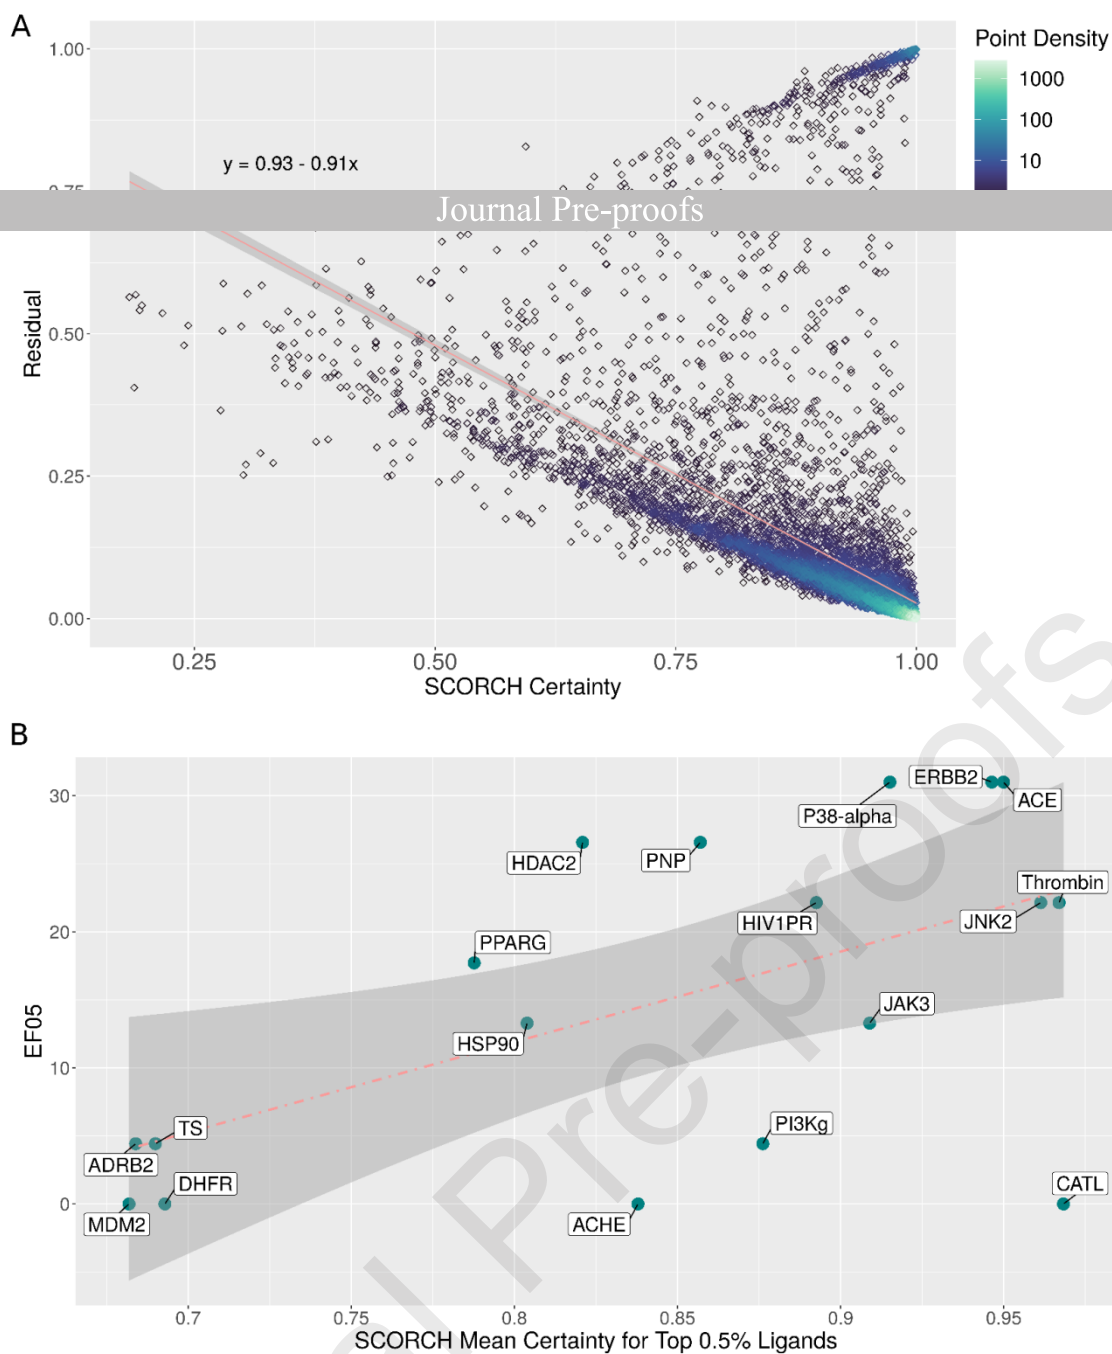 A
Point Density
1000
100
10
1.00
0.75
0.50
0.25
0.00
y = 0.93 - 0.91x
Journal Pre-proofs
Residual
0.25 0.50 0.75 1.00
SCORCH Certainty
B
30
20
10
0
EF05
ERBB2
ACE
P38-alpha
HDAC2
PNP
Thrombin
HIV1PR
JNK2
PPARG
JAK3
HSP90
PI3Kg
TS
ADRB2
DHFR
CATL
MDM2
ACHE
0.7 0.75 0.8 0.85 0.9 0.95
SCORCH Mean Certainty for Top 0.5% Ligands
al Pre-proofs